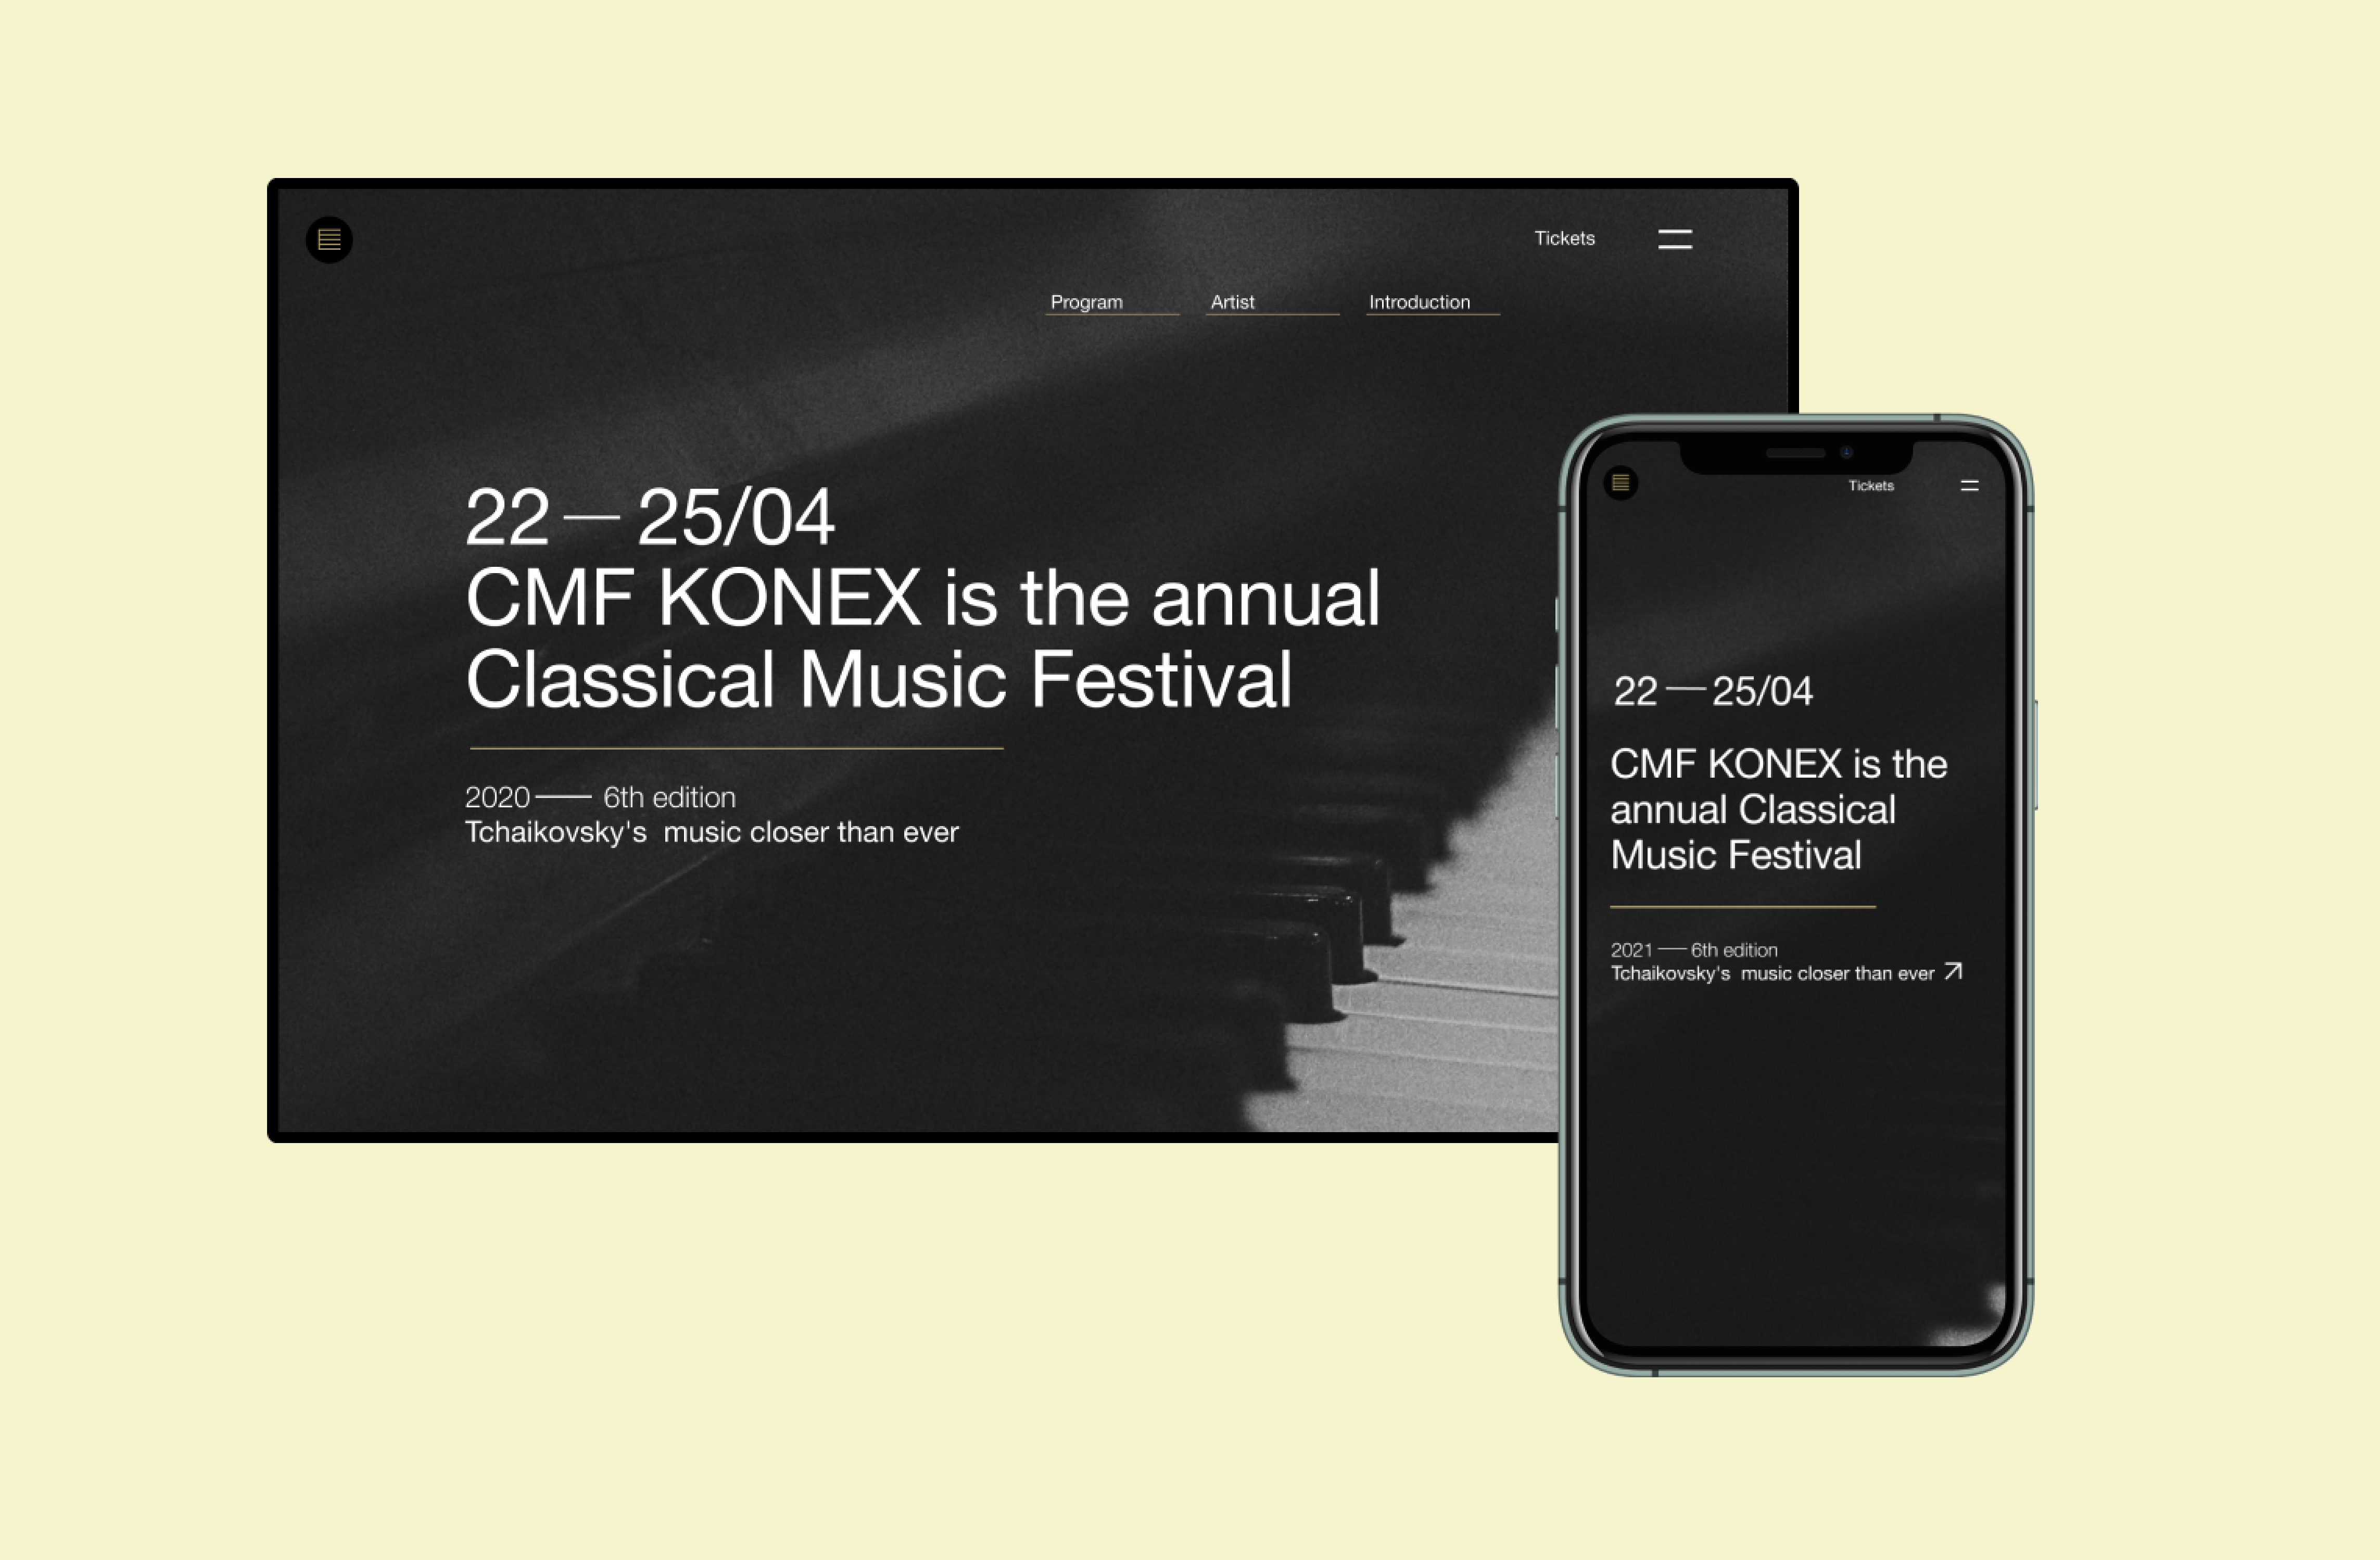 Tickets
Program Artist Introduction
22 — 25/04
CMF KONEX is the annual
Classical Music Festival
2020 — 6th edition
Tchaikovsky's  music closer than ever
Tickets
22 — 25/04
CMF KONEX is the
annual Classical
Music Festival
2021 — 6th edition
Tchaikovsky's  music closer than ever